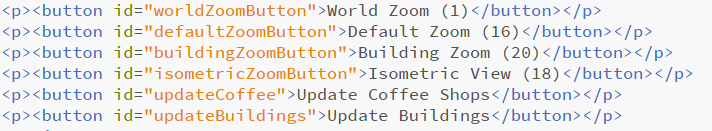 <p><button id="worldZoomButton">World Zoom (1)</button></p>
<p><button id="defaultZoomButton">Default Zoom (16)</button></p>
<p><button id="buildingZoomButton">Building Zoom (20)</button></p>
<p><button id="isometricZoomButton">Isometric View (18)</button></p>
<p><button id="updateCoffee">Update Coffee Shops</button></p>
<p><button id="updateBuildings">Update Buildings</button></p>